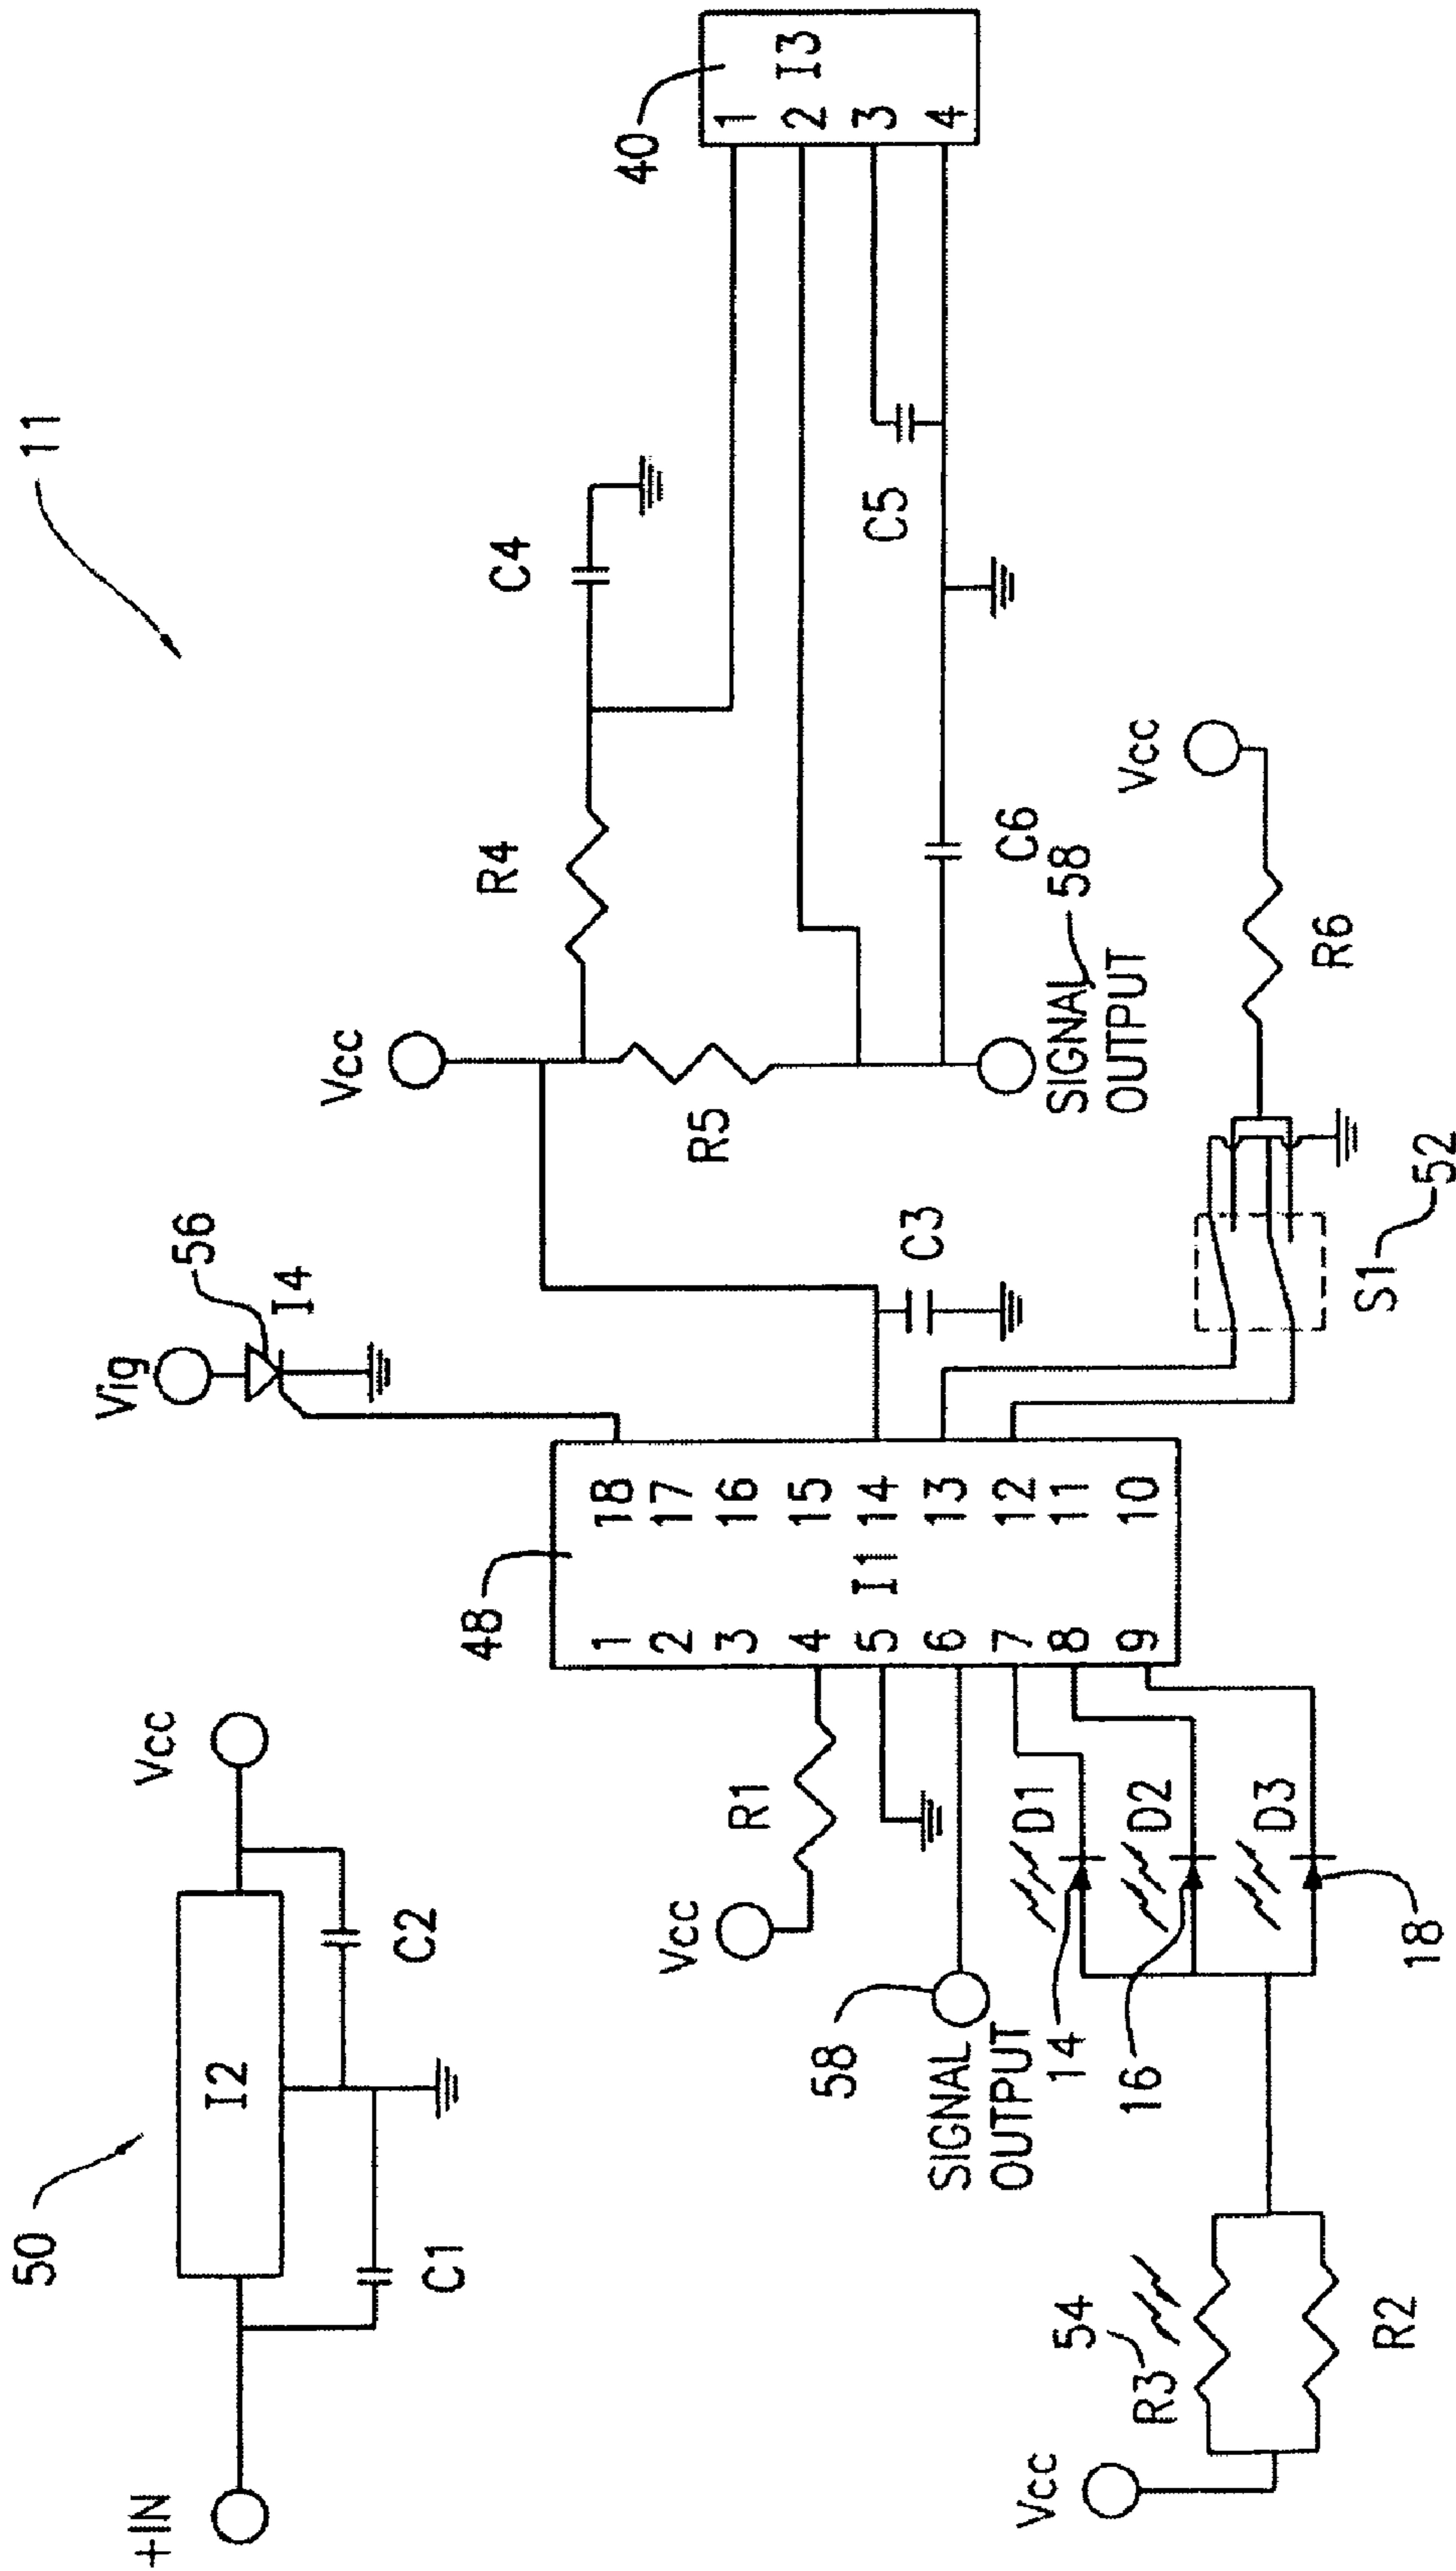 11
50
+IN
I2
Vcc
C1
C2
Vig
56
I4
Vcc
R4
C4
R5
40
1
2
3
4
I3
C5
C6
SIGNAL
OUTPUT
58
48
1
2
3
4
5
6
7
8
9
I1
18
17
16
15
14
13
12
11
10
C3
Vcc
R1
58
SIGNAL
OUTPUT
14
D1
16
D2
18
D3
54
R3
R2
Vcc
S1
52
R6
Vcc